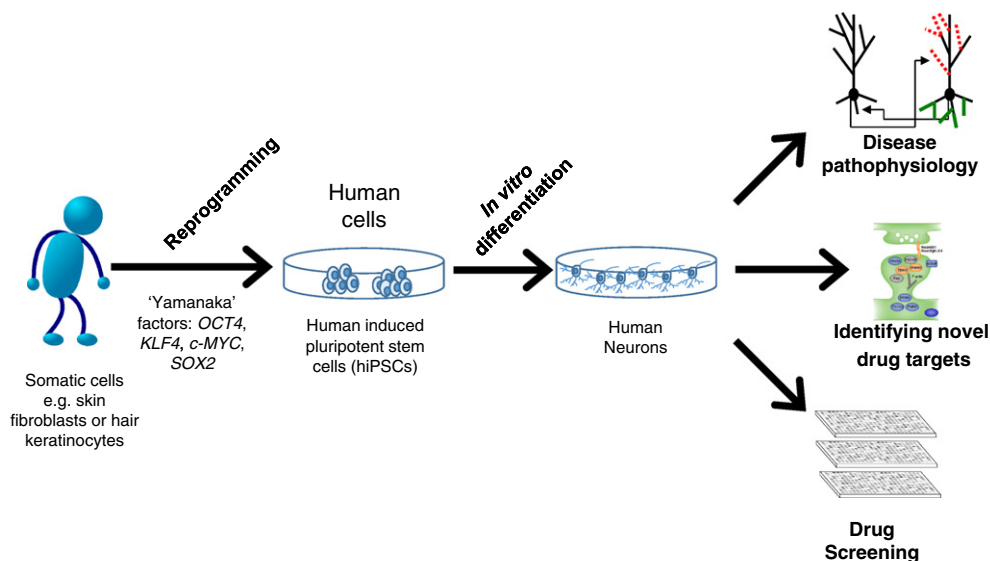 Somatic cells
e.g. skin
fibroblasts or hair
keratinocytes
Reprogramming
'Yamanaka'
factors: OCT4,
KLF4, c-MYC,
SOX2
Human
cells
Human induced
pluripotent stem
cells (hiPSCs)
In vitro
differentiation
Human
Neurons
Disease
pathophysiology
Identifying novel
drug targets
Drug
Screening